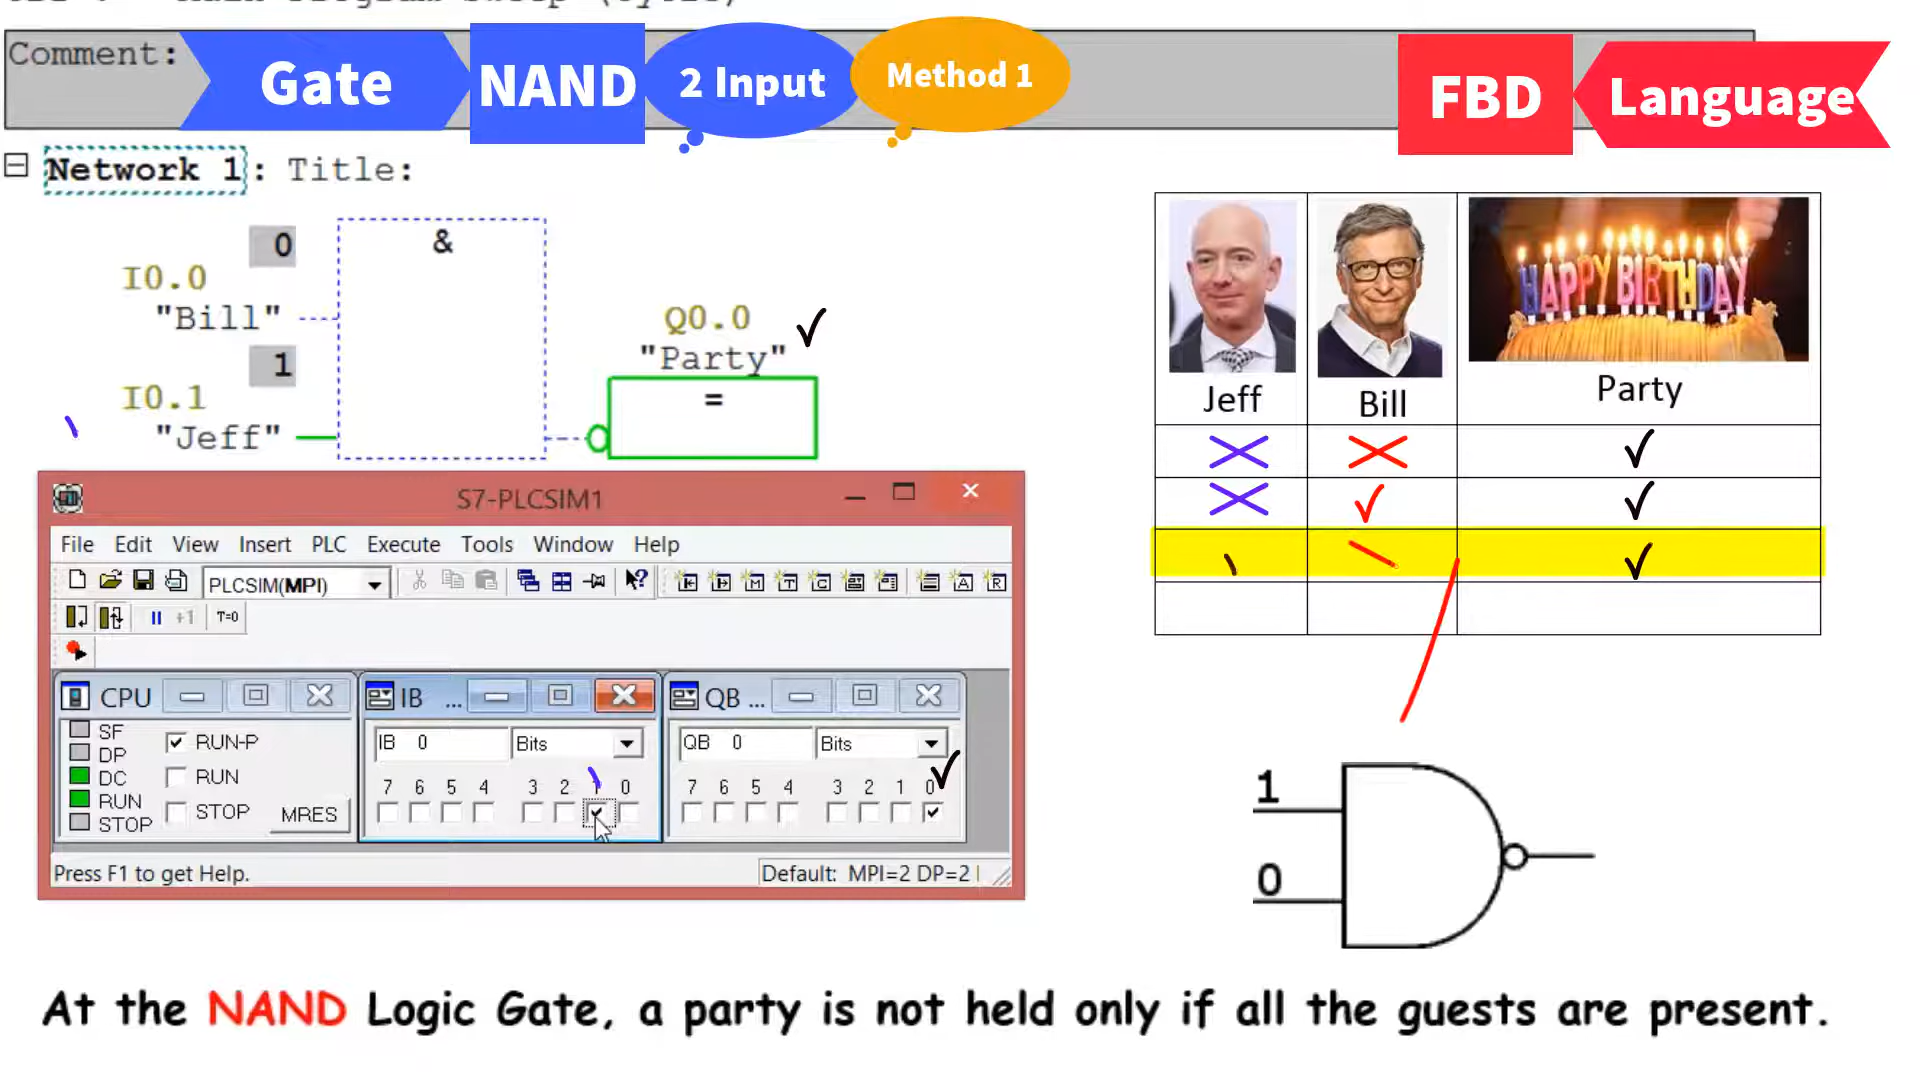 Comment:
Gate
NAND
2 Input
Method 1
FBD
Language
Network 1: Title:
0
I0.0
"Bill"
1
I0.1
"Jeff"
&
Q0.0
"Party"
=
HAPPY BIRTHDAY
Jeff
Bill
Party
S7-PLCSIM1
File Edit View Insert PLC Execute Tools Window Help
PLCSIM(MPI)
+1 T=0
CPU
SF
DP
DC
RUN
STOP
RUN-P
RUN
STOP
MRES
IB ...
IB 0 Bits
7 6 5 4 3 2 1 0
QB ...
QB 0 Bits
7 6 5 4 3 2 1 0
Press F1 to get Help.
Default: MPI=2 DP=2
1
0
At the NAND Logic Gate, a party is not held only if all the guests are present.